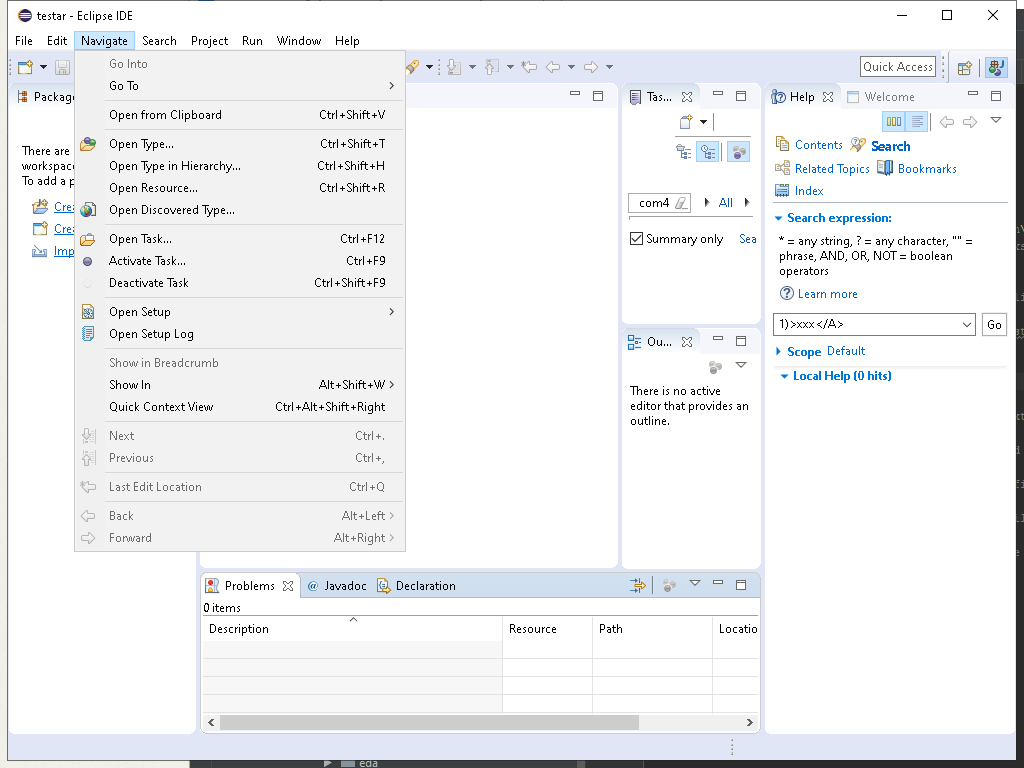 testar - Eclipse IDE
File Edit Navigate Search Project Run Window Help
Quick Access
Go Into
Go To
Open from Clipboard Ctrl+Shift+V
Open Type... Ctrl+Shift+T
Open Type in Hierarchy... Ctrl+Shift+H
Open Resource... Ctrl+Shift+R
Open Discovered Type...
Open Task... Ctrl+F12
Activate Task... Ctrl+F9
Deactivate Task Ctrl+Shift+F9
Open Setup
Open Setup Log
Show in Breadcrumb
Show In Alt+Shift+W
Quick Context View Ctrl+Alt+Shift+Right
Next Ctrl+.
Previous Ctrl+,
Last Edit Location Ctrl+Q
Back Alt+Left
Forward Alt+Right
Packag
There are
workspac
To add a p
Cre
Cre
Imp
Tas...
com4 All
Summary only Sea
Ou...
There is no active
editor that provides an
outline.
Help Welcome
Contents Search
Related Topics Bookmarks
Index
Search expression:
* = any string, ? = any character, "" =
phrase, AND, OR, NOT = boolean
operators
Learn more
1)>xxx</A> Go
Scope Default
Local Help (0 hits)
Problems @ Javadoc Declaration
0 items
Description Resource Path Locatio
eda